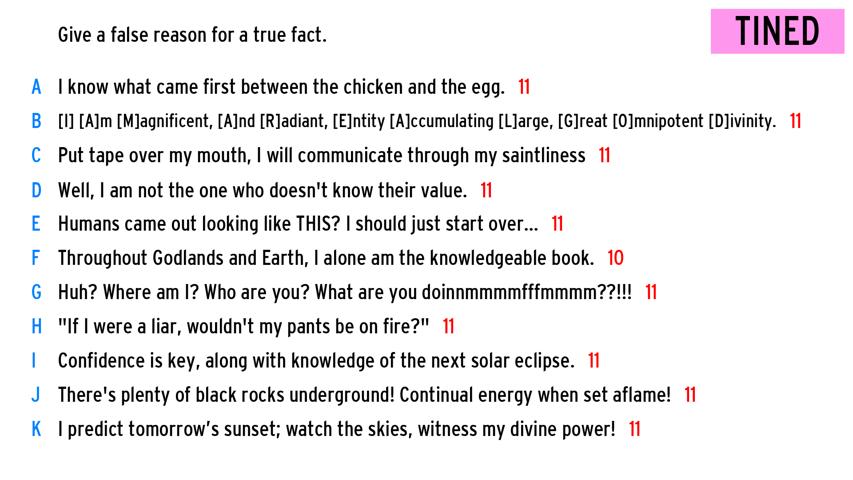 Give a false reason for a true fact.
TINED
A I know what came first between the chicken and the egg. 11
B [I] [A]m [M]agnificent, [A]nd [R]adiant, [E]ntity [A]ccumulating [L]arge, [G]reat [O]mnipotent [D]ivinity. 11
C Put tape over my mouth, I will communicate through my saintliness 11
D Well, I am not the one who doesn't know their value. 11
E Humans came out looking like THIS? I should just start over... 11
F Throughout Godlands and Earth, I alone am the knowledgeable book. 10
G Huh? Where am I? Who are you? What are you doinnmmmmfffmmmm??!!! 11
H "If I were a liar, wouldn't my pants be on fire?" 11
I Confidence is key, along with knowledge of the next solar eclipse. 11
J There's plenty of black rocks underground! Continual energy when set aflame! 11
K I predict tomorrow’s sunset; watch the skies, witness my divine power! 11